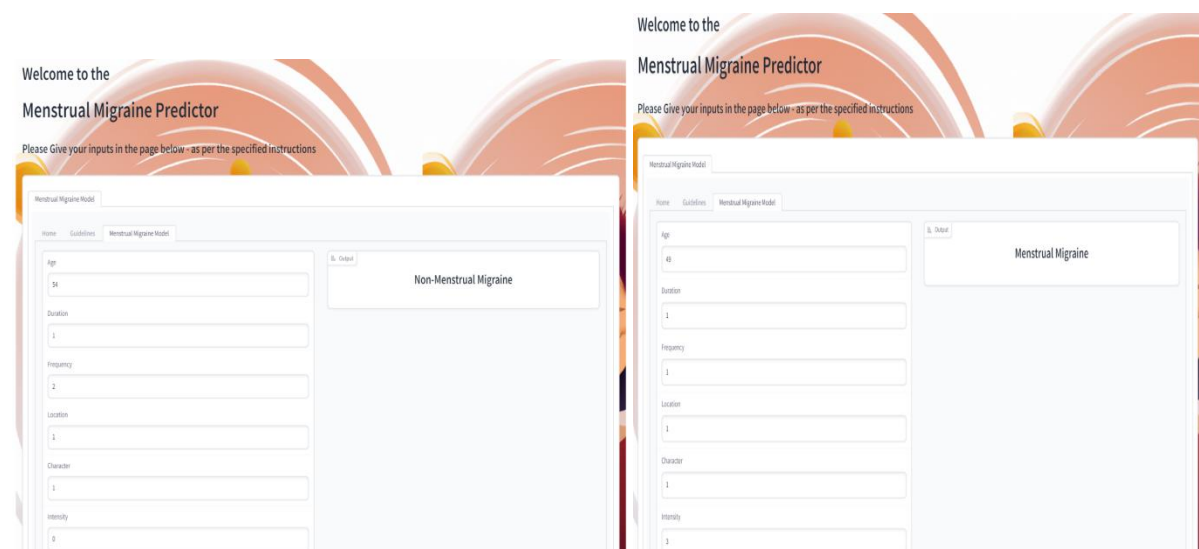 Welcome to the
Menstrual Migraine Predictor
Please Give your inputs in the page below - as per the specified instructions
Menstrual Migraine Model
Home Guidelines Menstrual Migraine Model
Age
54
Duration
1
Frequency
2
Location
1
Character
1
Intensity
0
Output
Non-Menstrual Migraine
Welcome to the
Menstrual Migraine Predictor
Please Give your inputs in the page below - as per the specified instructions
Menstrual Migraine Model
Home Guidelines Menstrual Migraine Model
Age
Duration
1
Frequency
1
Location
1
Character
1
Intensity
Output
Menstrual Migraine